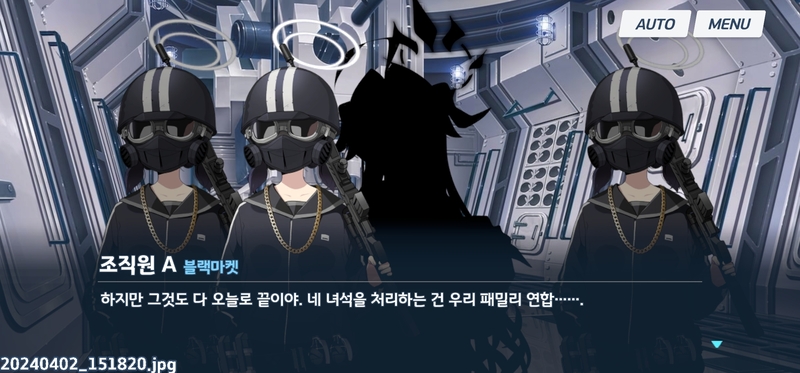 AUTO MENU
조직원 A 블랙마켓
하지만 그것도 다 오늘로 끝이야. 네 녀석을 처리하는 건 우리 패밀리 연합…….
20240402_151820.jpg